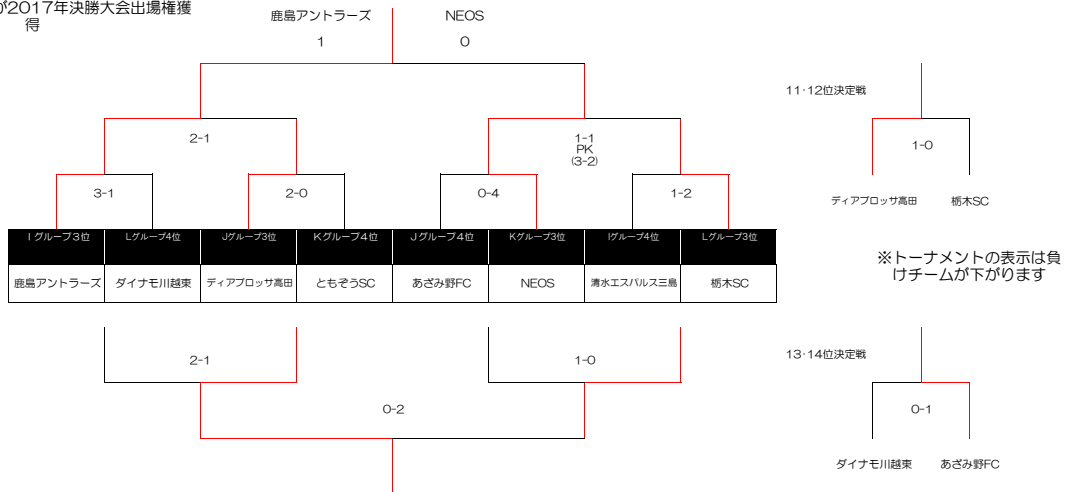 が2017年決勝大会出場権獲
得
鹿島アントラーズ NEOS
1 0
11・12位決定戦
2-1
1-1
PK
(3-2)
1-0
3-1 2-0 0-4 1-2
ディアブロッサ高田 栃木SC
Iグループ3位 Lグループ4位 Jグループ3位 Kグループ4位 Jグループ4位 Kグループ3位 Iグループ4位 Lグループ3位
鹿島アントラーズ ダイナモ川越東 ディアブロッサ高田 ともぞうSC あざみ野FC NEOS 清水エスパルス三島 栃木SC
※トーナメントの表示は負
けチームが下がります
2-1 1-0
13・14位決定戦
0-2 0-1
ダイナモ川越東 あざみ野FC